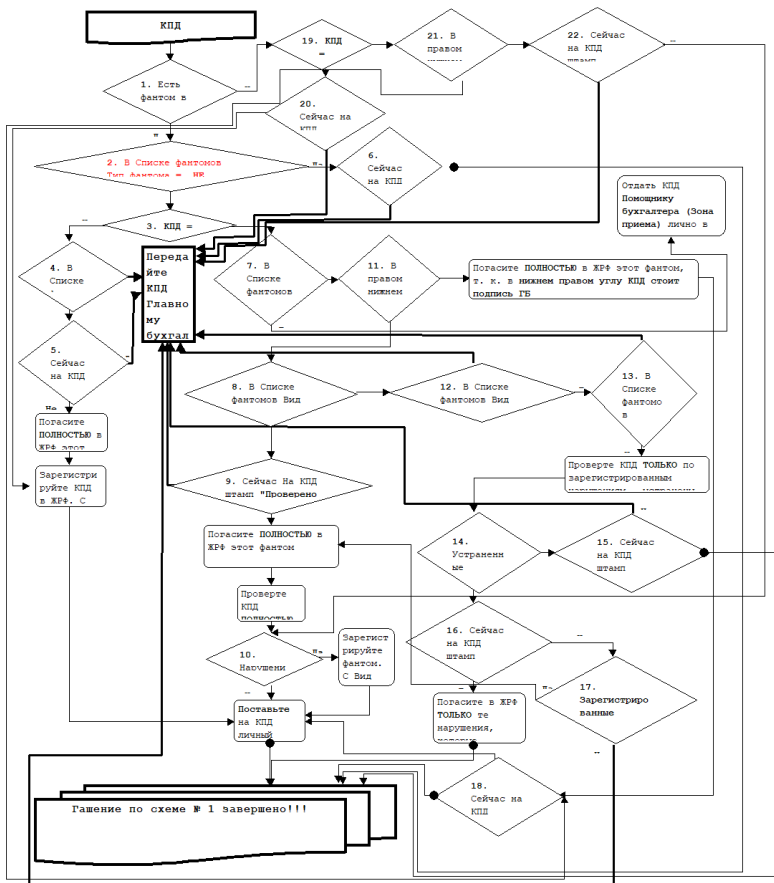 КПД
1. Есть
фантом в
19. КПД
=
21. В
правом
22. Сейчас
на КПД
штамп
20.
Сейчас на
КПД
2. В Списке фантомов
Тип фантома = НЕ
6.
Сейчас
на КПД
Отдать КПД
Помощнику
бухгалтера (Зона
приема) лично в
3. КПД =
4. В
Списке
Переда
йте
КПД
Главно
му
бухгал
7. В
Списке
фантомов
11. В
правом
нижнем
Погасите ПОЛНОСТЬЮ в ЖРФ этот фантом,
т. к. в нижнем правом углу КПД стоит
подпись ГБ
5.
Сейчас
на КПД
Не
8. В Списке
фантомов Вид
12. В Списке
фантомов Вид
13. В
Списке
фантомо
в
Погасите
ПОЛНОСТЬЮ в
ЖРФ этот
Зарегистри
руйте КПД
в ЖРФ. С
9. Сейчас На КПД
штамп "Проверено
Проверте КПД ТОЛЬКО по
зарегистрированным
Погасите ПОЛНОСТЬЮ в
ЖРФ этот фантом
14.
Устраненн
ые
15. Сейчас
на КПД
штамп
Проверте
КПД
ПОЛНОСТЬЮ
10.
Нарушени
Зарегист
рируйте
фантом.
С Вид
16. Сейчас
на КПД
штамп
17.
Зарегистриро
ванные
Поставьте
на КПД
личный
Погасите в ЖРФ
ТОЛЬКО те
нарушения,
которые
18.
Сейчас на
КПД
Гашение по схеме № 1 завершено!!!